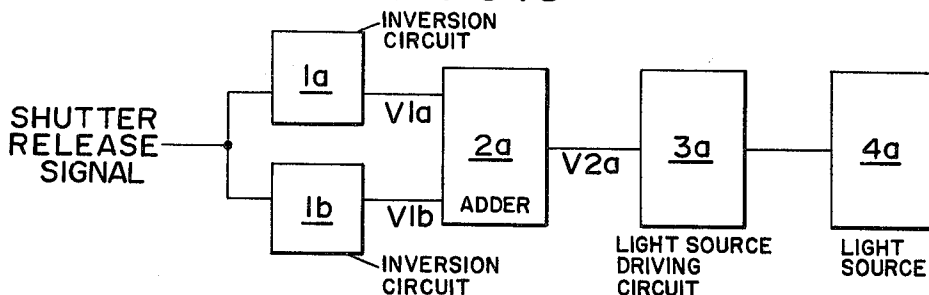 INVERSION
CIRCUIT
1a
V1a
SHUTTER
RELEASE
SIGNAL
2a
ADDER
V2a
3a
4a
1b
V1b
LIGHT SOURCE
DRIVING
CIRCUIT
LIGHT
SOURCE
INVERSION
CIRCUIT